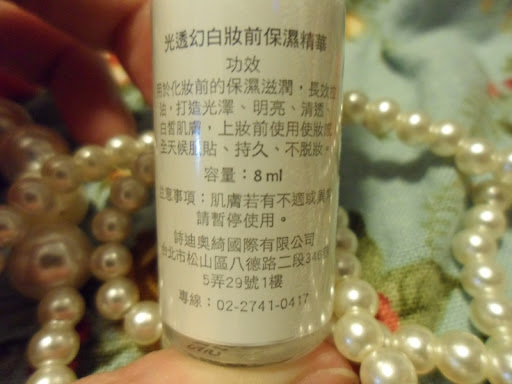 光透幻白妝前保濕精華
功效
用於化妝前的保濕滋潤，長效控
油，打造光澤、明亮、清透、
白皙肌膚，上妝前使用使妝感
全天候服貼、持久、不脫妝。
容量：8ml
注意事項：肌膚若有不適或異常
請暫停使用。
詩迪奧綺國際有限公司
台北市松山區八德路二段346巷
5弄29號1樓
專線：02-2741-0417